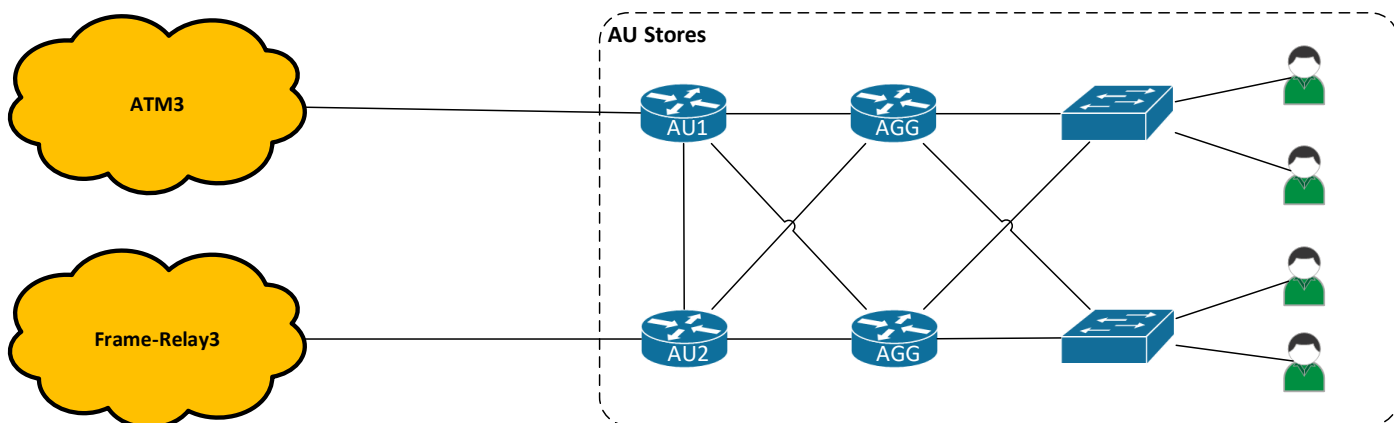 AU Stores
ATM3
AU1
AGG
Frame-Relay3
AU2
AGG